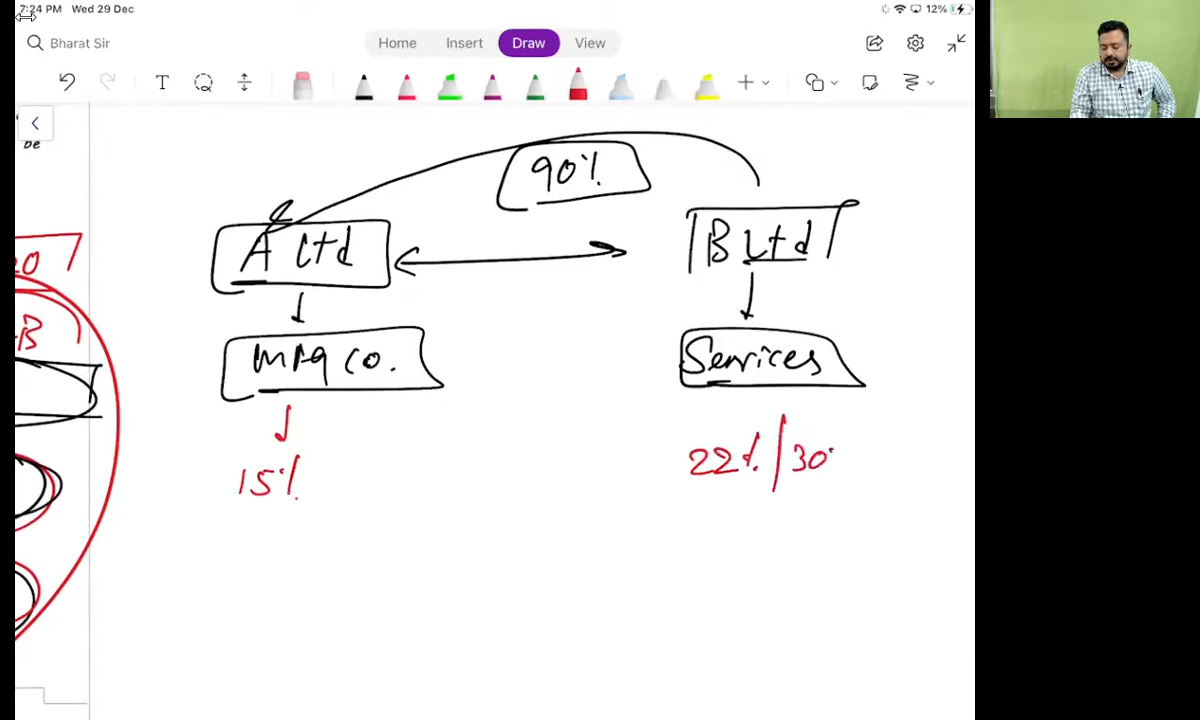 7:24 PM Wed 29 Dec
12%
Bharat Sir
Home Insert Draw View
be
90%
A Ltd
B Ltd
Mfg co.
Services
B
15%
22% / 30